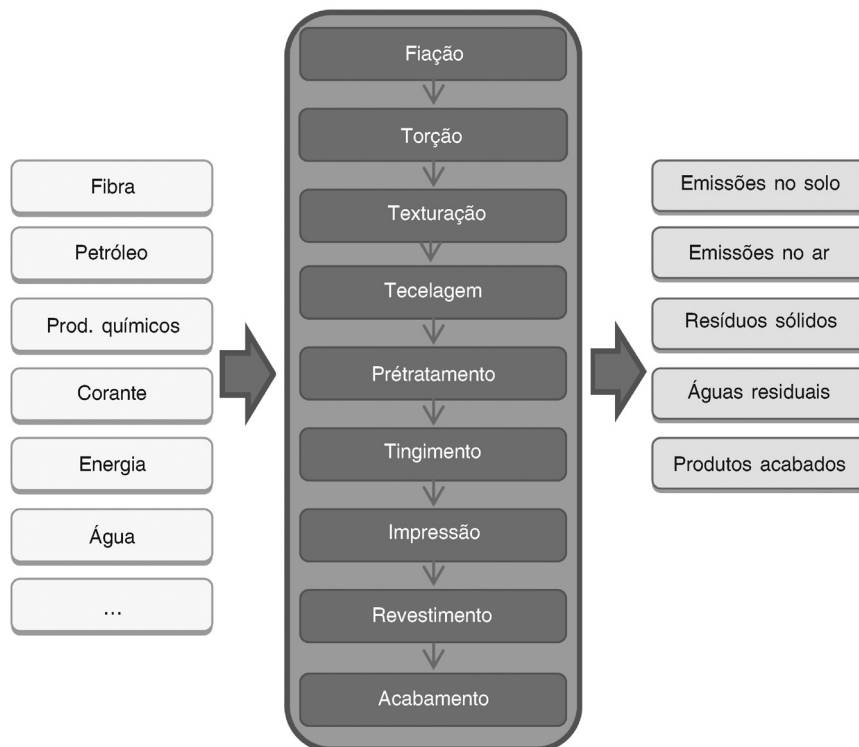 Fibra
Petróleo
Prod. químicos
Corante
Energia
Água
...
Fiação
Torção
Texturação
Tecelagem
Prétratamento
Tingimento
Impressão
Revestimento
Acabamento
Emissões no solo
Emissões no ar
Resíduos sólidos
Águas residuais
Produtos acabados